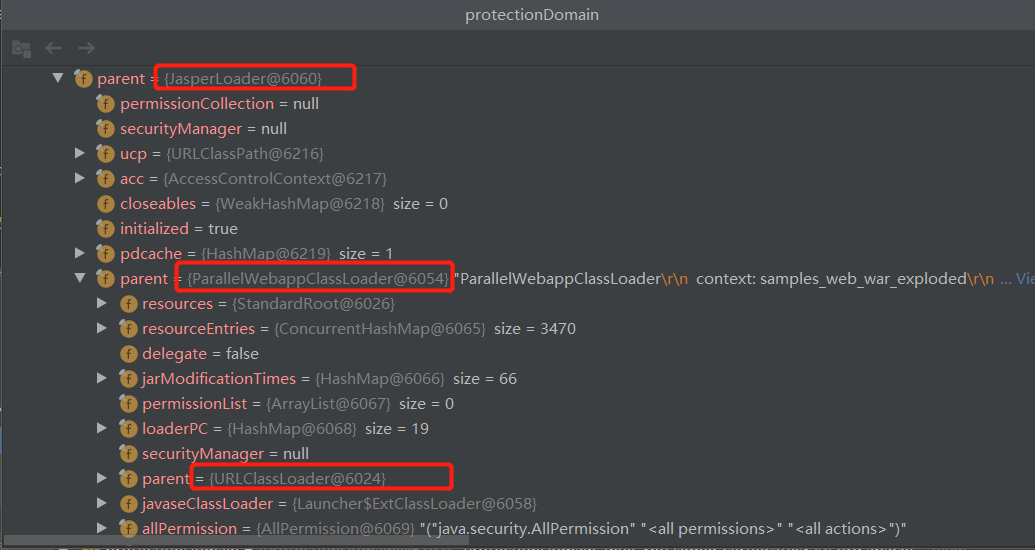 protectionDomain
parent = {JasperLoader@6060}
permissionCollection = null
securityManager = null
ucp = {URLClassPath@6216}
acc = {AccessControlContext@6217}
closeables = {WeakHashMap@6218} size = 0
initialized = true
pdcache = {HashMap@6219} size = 1
parent = {ParallelWebappClassLoader@6054} "ParallelWebappClassLoader\r\n context: samples_web_war_exploded\r\n ... Vie
resources = {StandardRoot@6026}
resourceEntries = {ConcurrentHashMap@6065} size = 3470
delegate = false
jarModificationTimes = {HashMap@6066} size = 66
permissionList = {ArrayList@6067} size = 0
loaderPC = {HashMap@6068} size = 19
securityManager = null
parent = {URLClassLoader@6024}
javaseClassLoader = {Launcher$ExtClassLoader@6058}
allPermission = {AllPermission@6069} "("java.security.AllPermission" "<all permissions>" "<all actions>")"